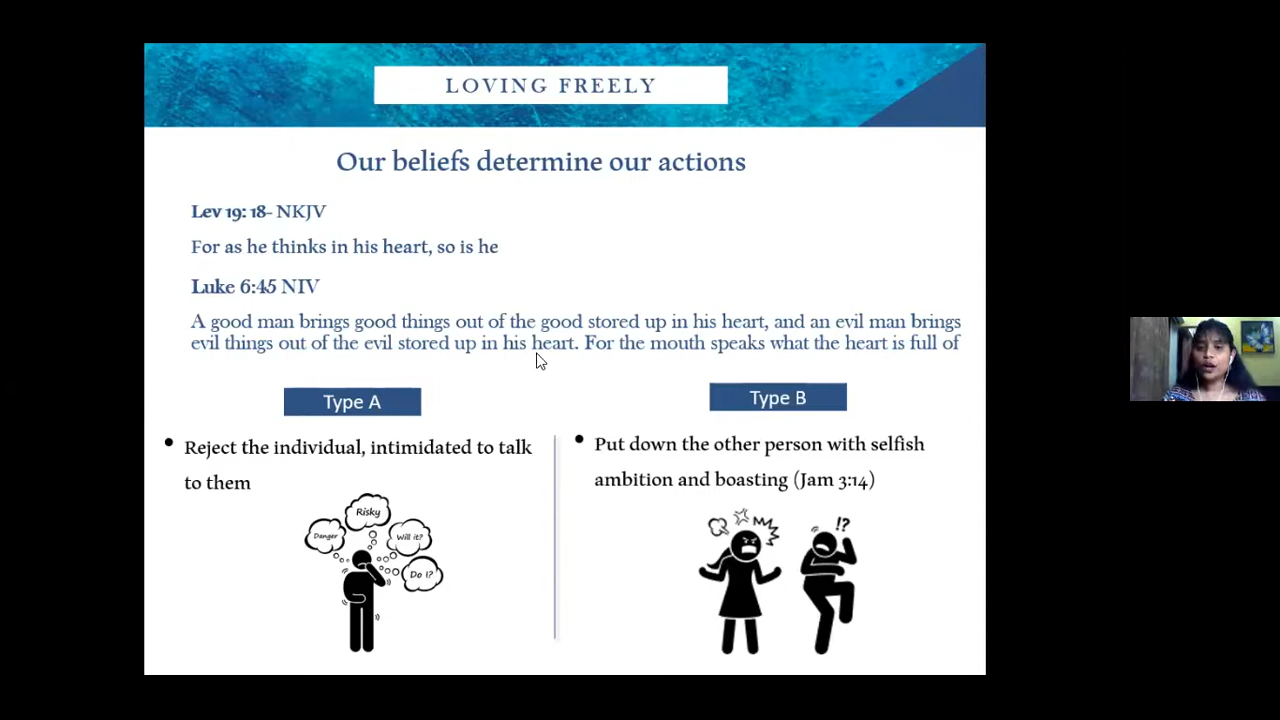 LOVING FREELY
Our beliefs determine our actions
Lev 19: 18- NKJV
For as he thinks in his heart, so is he
Luke 6:45 NIV
A good man brings good things out of the good stored up in his heart, and an evil man brings
evil things out of the evil stored up in his heart. For the mouth speaks what the heart is full of
Type A
• Reject the individual, intimidated to talk
to them
Risky
Danger
Will it?
Do I?
Type B
• Put down the other person with selfish
ambition and boasting (Jam 3:14)
!?